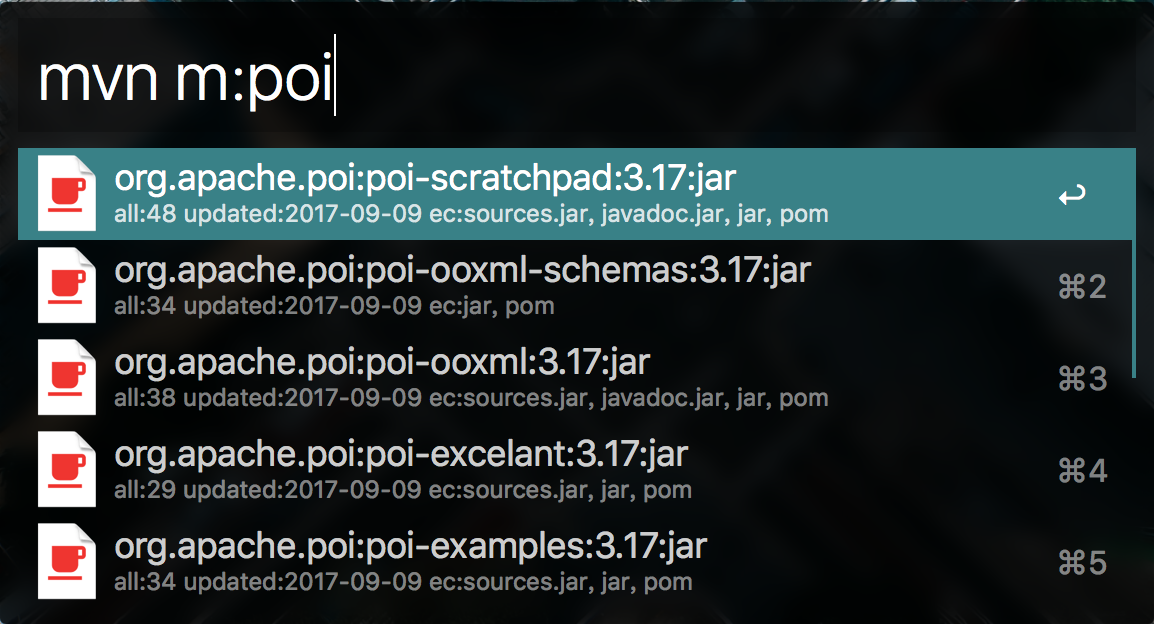 mvn m:poi
org.apache.poi:poi-scratchpad:3.17:jar
all:48 updated:2017-09-09 ec:sources.jar, javadoc.jar, jar, pom
org.apache.poi:poi-ooxml-schemas:3.17:jar
⌘2
all:34 updated:2017-09-09 ec:jar, pom
org.apache.poi:poi-ooxml:3.17:jar
⌘3
all:38 updated:2017-09-09 ec:sources.jar, javadoc.jar, jar, pom
org.apache.poi:poi-excelant:3.17:jar
⌘4
all:29 updated:2017-09-09 ec:sources.jar, jar, pom
org.apache.poi:poi-examples:3.17:jar
⌘5
all:34 updated:2017-09-09 ec:sources.jar, jar, pom